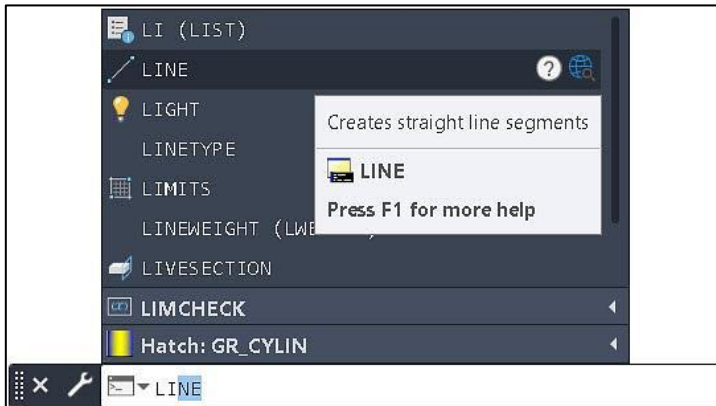 LI (LIST)
LINE
LIGHT
Creates straight line segments
LINETYPE
LINE
LIMITS
Press F1 for more help
LINEWEIGHT (LWE
LIVESECTION
LIMCHECK
Hatch: GR_CYLIN
LINE